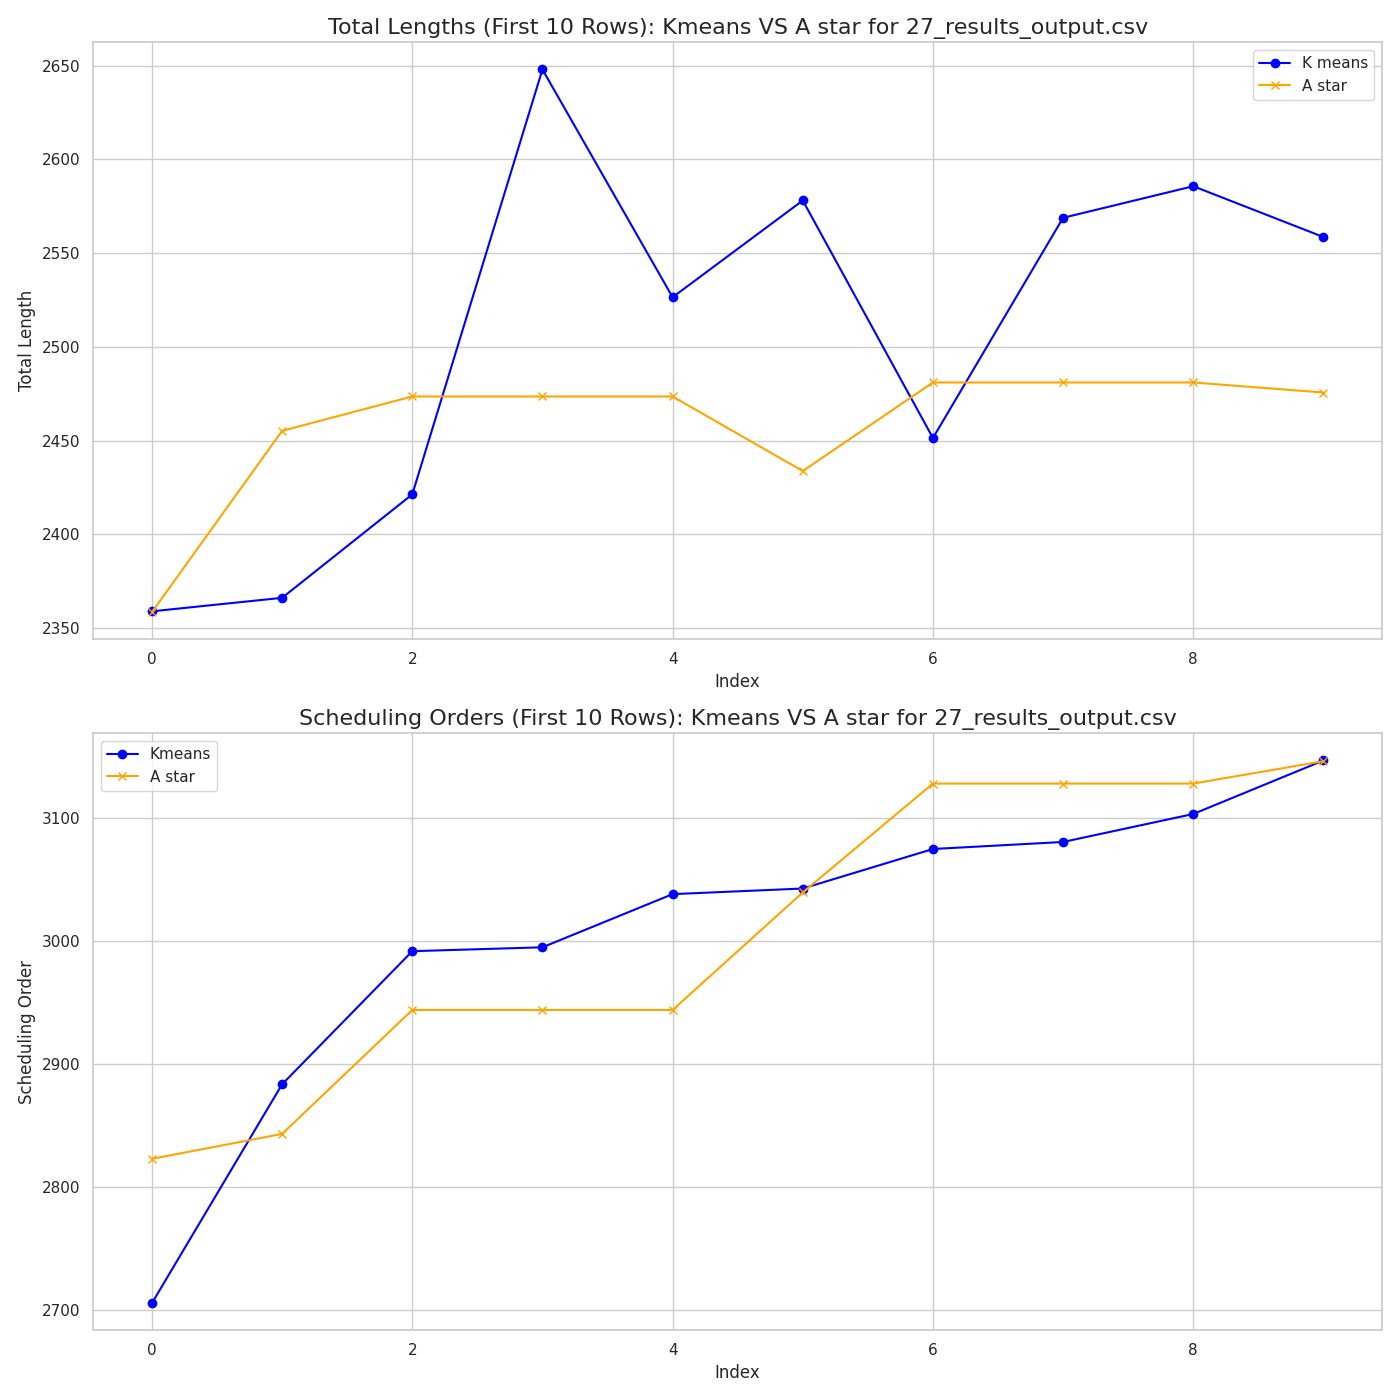 Total Lengths (First 10 Rows): Kmeans VS A star for 27_results_output.csv
K means
A star
2650
2600
2550
2500
2450
2400
2350
Total Length
0 2 4 6 8
Index
Scheduling Orders (First 10 Rows): Kmeans VS A star for 27_results_output.csv
Kmeans
A star
3100
3000
2900
2800
2700
Scheduling Order
0 2 4 6 8
Index